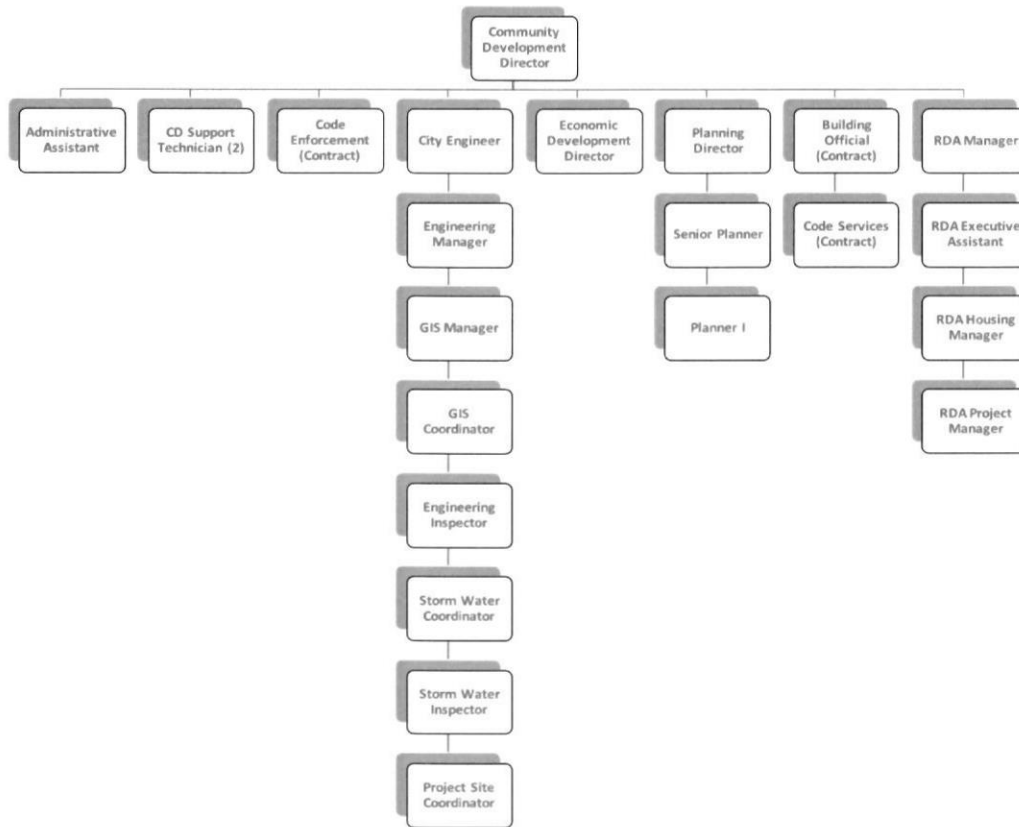 Community
Development
Director
Administrative
Assistant
CD Support
Technician (2)
Code
Enforcement
(Contract)
City Engineer
Economic
Development
Director
Planning
Director
Building
Official
(Contract)
RDA Manager
Engineering
Manager
Senior Planner
Code Services
(Contract)
RDA Executive
Assistant
GIS Manager
Planner I
RDA Housing
Manager
GIS
Coordinator
RDA Project
Manager
Engineering
Inspector
Storm Water
Coordinator
Storm Water
Inspector
Project Site
Coordinator